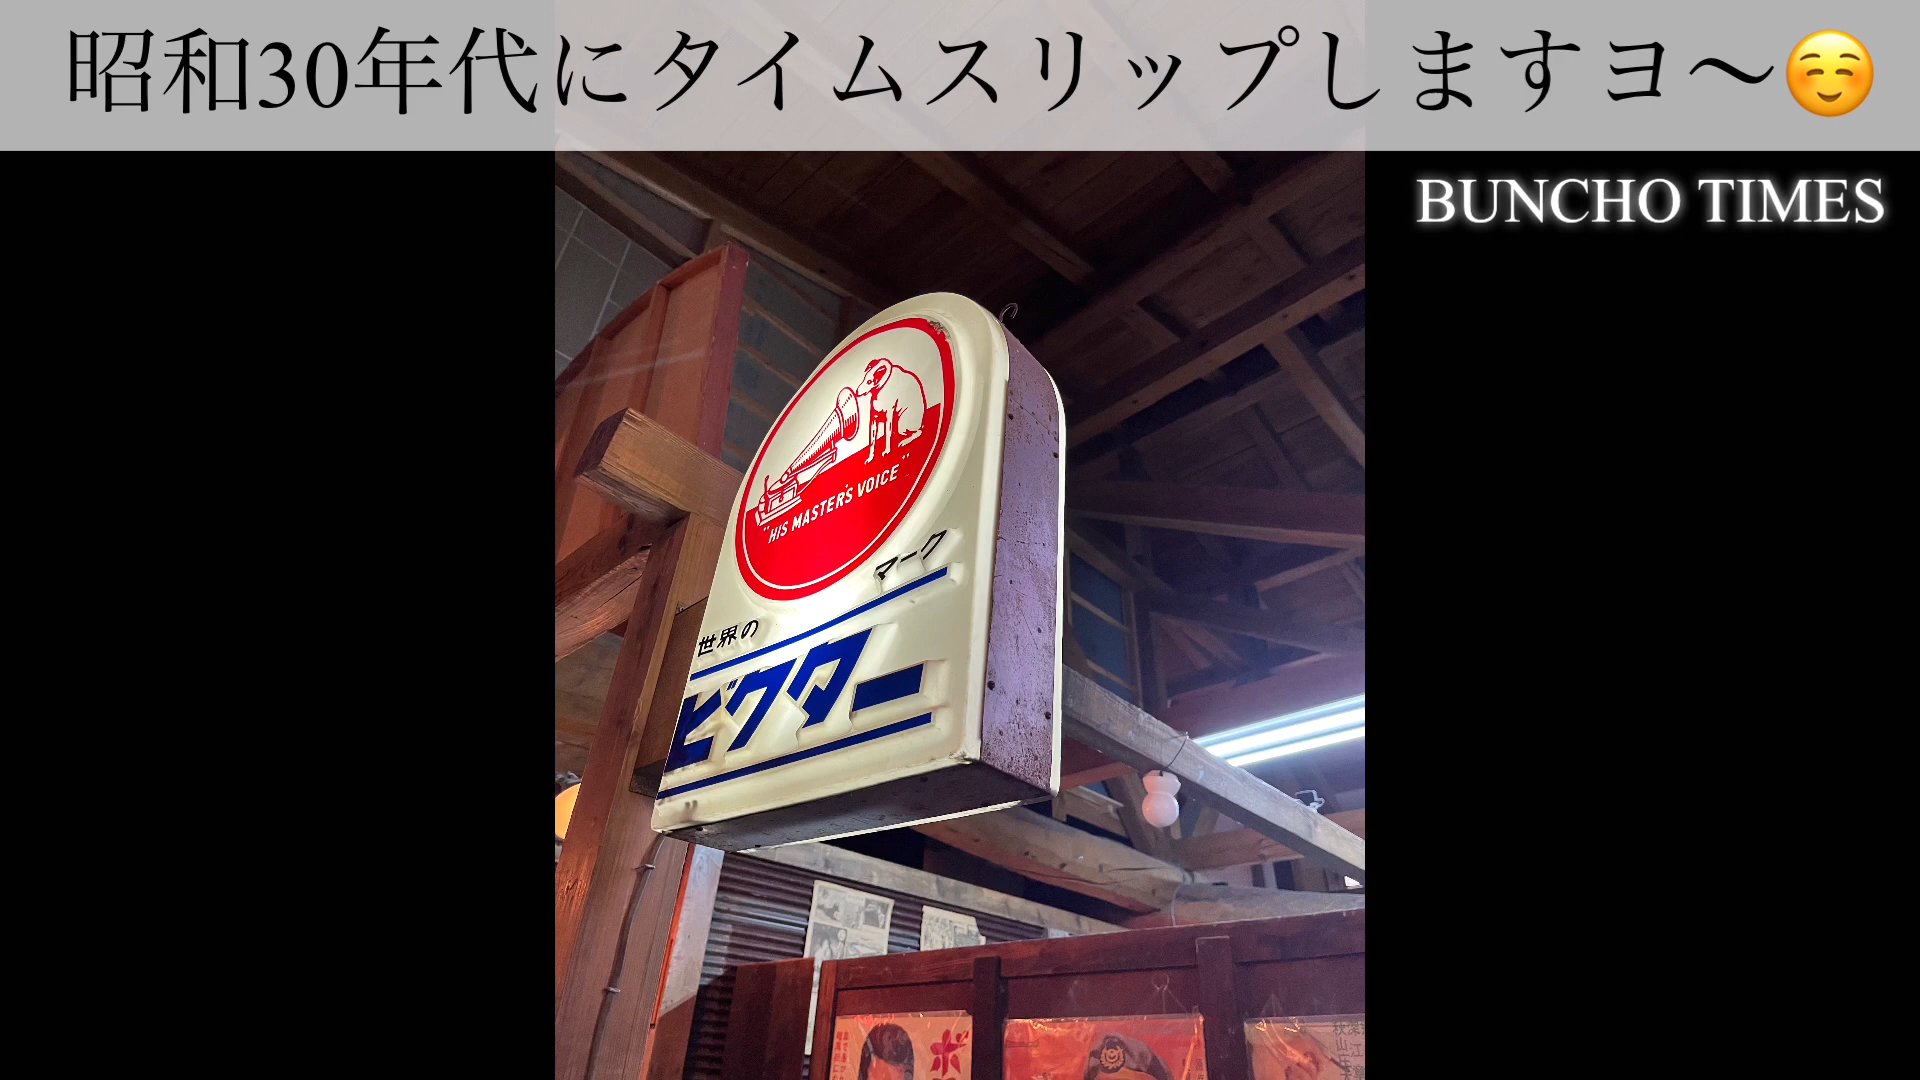 昭和30年代にタイムスリップしますヨ〜☺️
BUNCHO TIMES
"HIS MASTER'S VOICE"
マーク
世界の
ビクター